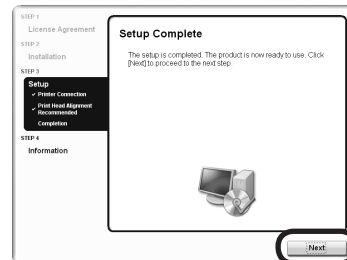 STEP 1
License Agreement
STEP 2
Installation
STEP 3
Setup
✓ Printer Connection
✓ Print Head Alignment
Recommended
Completion
STEP 4
Information
Setup Complete
The setup is completed. The product is now ready to use. Click
[Next] to proceed to the next step.
Next